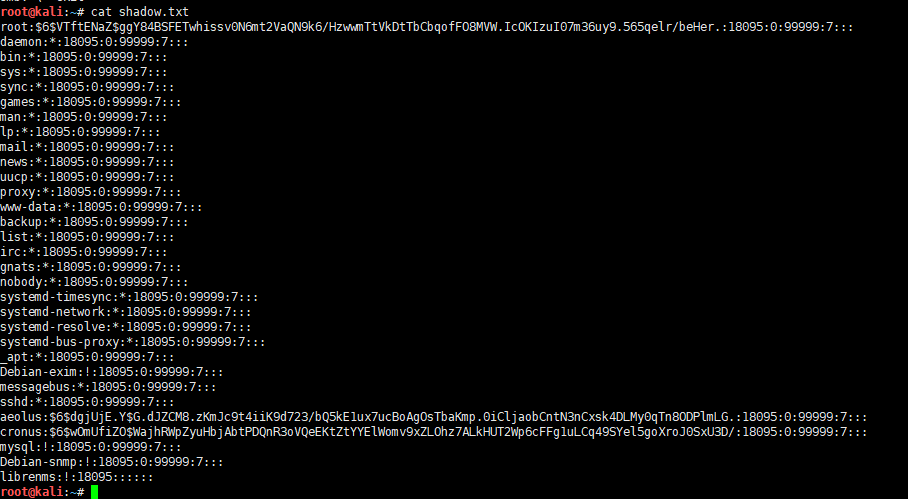 root@kali:~# cat shadow.txt
root:$6$VTftENaZ$ggY84BSFETwhissv0N6mt2VaQN9k6/HzwwmTtVkDtTbCbqofFO8MVW.IcOKIzuI07m36uy9.565qelr/beHer.:18095:0:99999:7:::
daemon:*:18095:0:99999:7:::
bin:*:18095:0:99999:7:::
sys:*:18095:0:99999:7:::
sync:*:18095:0:99999:7:::
games:*:18095:0:99999:7:::
man:*:18095:0:99999:7:::
lp:*:18095:0:99999:7:::
mail:*:18095:0:99999:7:::
news:*:18095:0:99999:7:::
uucp:*:18095:0:99999:7:::
proxy:*:18095:0:99999:7:::
www-data:*:18095:0:99999:7:::
backup:*:18095:0:99999:7:::
list:*:18095:0:99999:7:::
irc:*:18095:0:99999:7:::
gnats:*:18095:0:99999:7:::
nobody:*:18095:0:99999:7:::
systemd-timesync:*:18095:0:99999:7:::
systemd-network:*:18095:0:99999:7:::
systemd-resolve:*:18095:0:99999:7:::
systemd-bus-proxy:*:18095:0:99999:7:::
_apt:*:18095:0:99999:7:::
Debian-exim:!:18095:0:99999:7:::
messagebus:*:18095:0:99999:7:::
sshd:*:18095:0:99999:7:::
aeolus:$6$dgjUjE.Y$G.dJZCM8.zKmJc9t4iiK9d723/bQ5kE1ux7ucBoAgOsTbaKmp.0iCljaobCntN3nCxsk4DLMy0qTn8ODPlmLG.:18095:0:99999:7:::
cronus:$6$wOmUfiZO$WajhRWpZyuHbjAbtPDQnR3oVQeEKtZtYYElWomv9xZLOhz7ALkHUT2Wp6cFFg1uLCq49SYel5goXroJ0SxU3D/:18095:0:99999:7:::
mysql:!:18095:0:99999:7:::
Debian-snmp:!:18095:0:99999:7:::
librenms:!:18095::::::
root@kali:~#